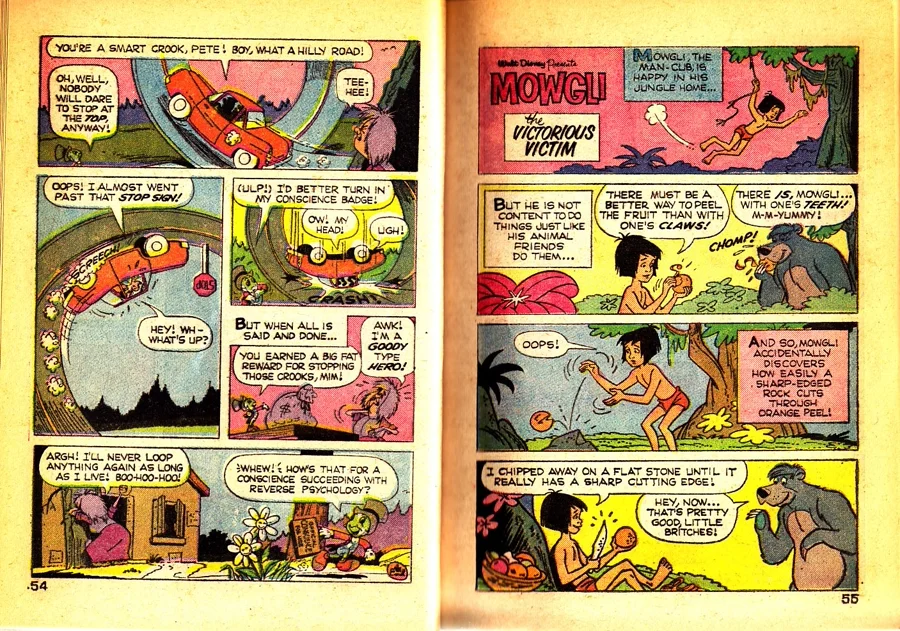 YOU'RE A SMART CROOK, PETE! BOY, WHAT A HILLY ROAD!
OH, WELL,
NOBODY
WILL DARE
TO STOP AT
THE TOP,
ANYWAY!
TEE-
HEE!
OOPS! I ALMOST WENT
PAST THAT STOP SIGN!
SCREECH!
STOP
HEY! WH-
WHAT'S UP?
(ULP!) I'D BETTER TURN IN
MY CONSCIENCE BADGE!
OW! MY
HEAD!
UGH!
CRASH!
BUT WHEN ALL IS
SAID AND DONE...
YOU EARNED A BIG FAT
REWARD FOR STOPPING
THOSE CROOKS, MIM!
AWK!
I'M A
GOODY
TYPE
HERO!
$
ARGH! I'LL NEVER LOOP
ANYTHING AGAIN AS LONG
AS I LIVE! BOO-HOO-HOO!
WHEW! HOW'S THAT FOR A
CONSCIENCE SUCCEEDING WITH
REVERSE PSYCHOLOGY?
54
Walt Disney Presents
MOWGLI
the
VICTORIOUS
VICTIM
MOWGLI, THE
MAN-CUB, IS
HAPPY IN HIS
JUNGLE HOME...
BUT HE IS NOT
CONTENT TO DO
THINGS JUST LIKE
HIS ANIMAL
FRIENDS
DO THEM...
THERE MUST BE A
BETTER WAY TO PEEL
THE FRUIT THAN WITH
ONE'S CLAWS!
THERE IS, MOWGLI...
WITH ONE'S TEETH!
M-M-YUMMY!
CHOMP!
OOPS!
AND SO, MOWGLI
ACCIDENTALLY
DISCOVERS
HOW EASILY A
SHARP-EDGED
ROCK CUTS
THROUGH
ORANGE PEEL!
I CHIPPED AWAY ON A FLAT STONE UNTIL IT
REALLY HAS A SHARP CUTTING EDGE!
HEY, NOW...
THAT'S PRETTY
GOOD, LITTLE
BRITCHES!
55